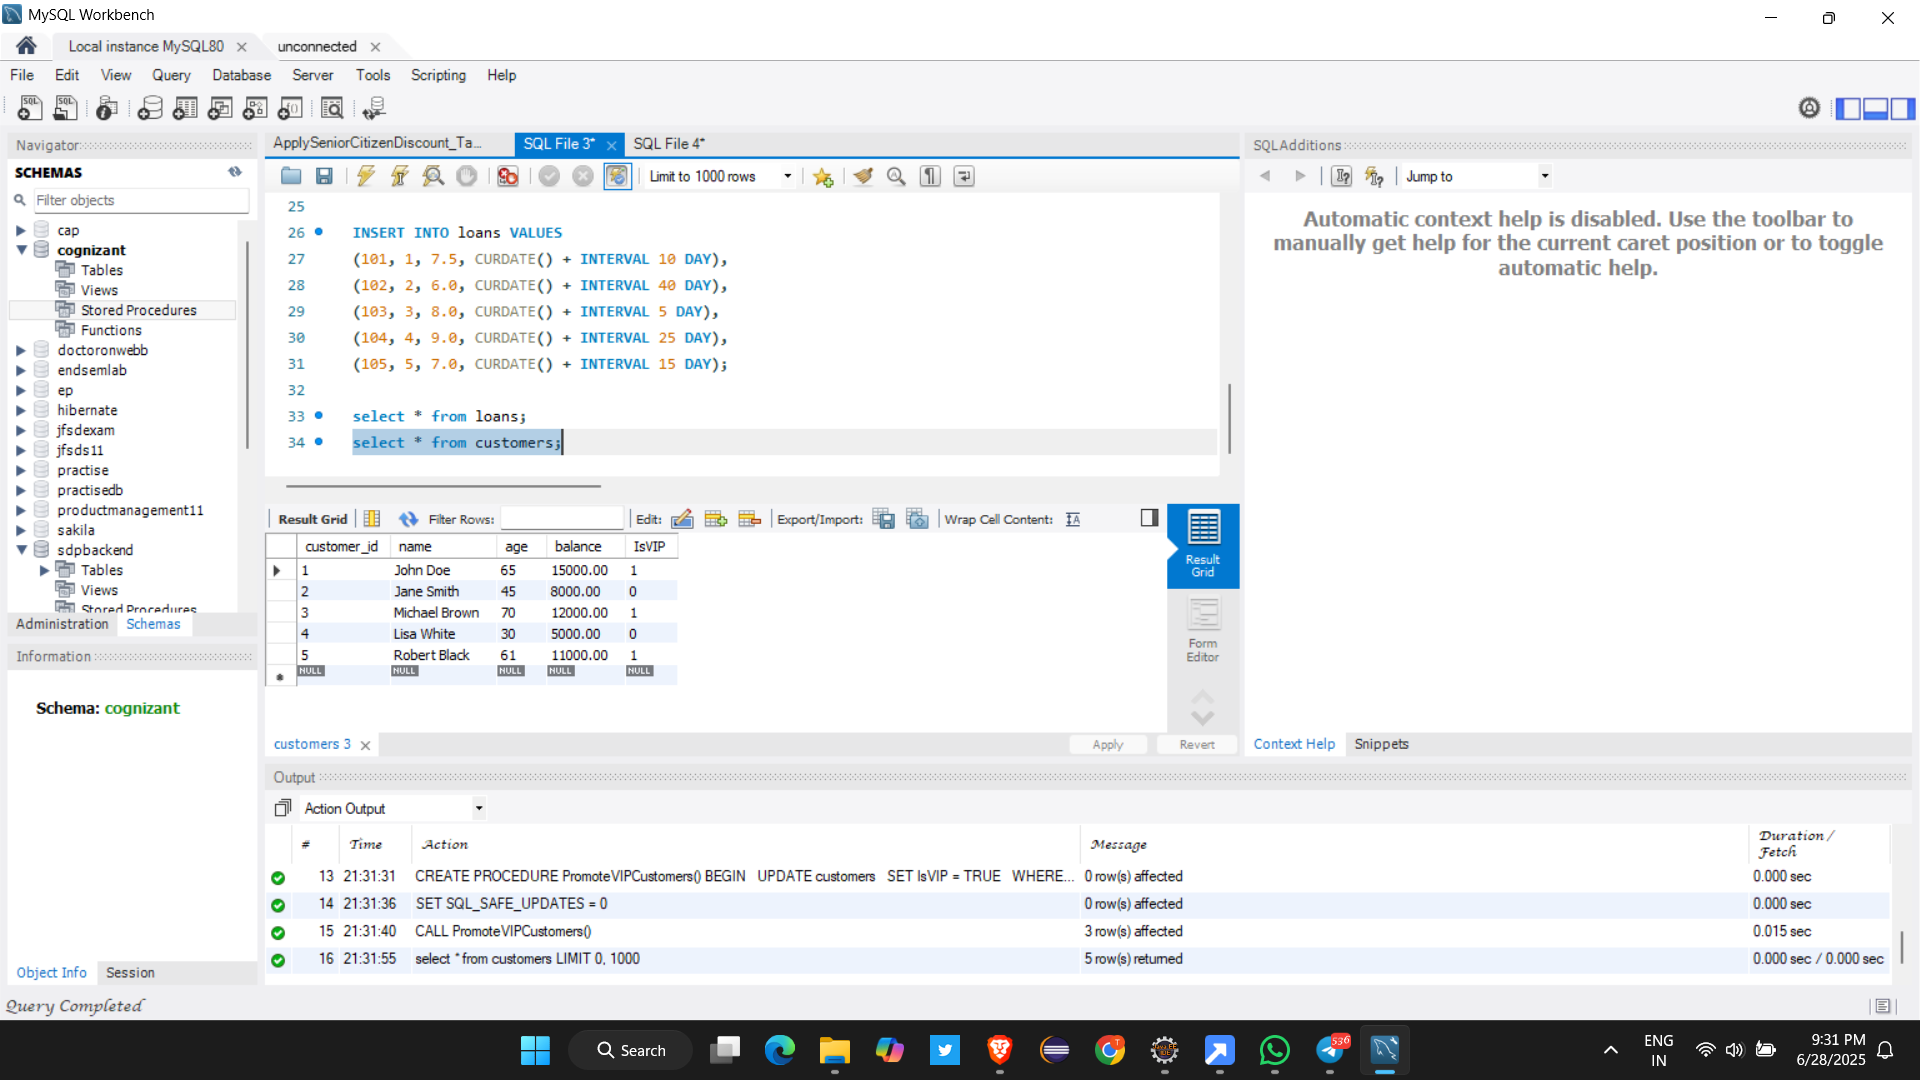 MySQL Workbench
Local instance MySQL80
unconnected
File Edit View Query Database Server Tools Scripting Help
Navigator
SCHEMAS
Filter objects
cap
cognizant
Tables
Views
Stored Procedures
Functions
doctoronwebb
endsemlab
ep
hibernate
jfsdexam
jfsds11
practise
practisedb
productmanagement11
sakila
sdpbackend
Tables
Views
Stored Procedures
Administration Schemas
Information
Schema: cognizant
Object Info Session
Query Completed
ApplySeniorCitizenDiscount_Ta... SQL File 3* SQL File 4*
Limit to 1000 rows
25
26 INSERT INTO loans VALUES
27 (101, 1, 7.5, CURDATE() + INTERVAL 10 DAY),
28 (102, 2, 6.0, CURDATE() + INTERVAL 40 DAY),
29 (103, 3, 8.0, CURDATE() + INTERVAL 5 DAY),
30 (104, 4, 9.0, CURDATE() + INTERVAL 25 DAY),
31 (105, 5, 7.0, CURDATE() + INTERVAL 15 DAY);
32
33 select * from loans;
34 select * from customers;
Result Grid Filter Rows: Edit: Export/Import: Wrap Cell Content:
customer_id name age balance IsVIP
1 John Doe 65 15000.00 1
2 Jane Smith 45 8000.00 0
3 Michael Brown 70 12000.00 1
4 Lisa White 30 5000.00 0
5 Robert Black 61 11000.00 1
NULL NULL NULL NULL NULL
Result
Grid
Form
Editor
customers 3
Apply Revert
SQLAdditions
Jump to
Automatic context help is disabled. Use the toolbar to
manually get help for the current caret position or to toggle
automatic help.
Context Help Snippets
Output
Action Output
# Time Action Message Duration / Fetch
13 21:31:31 CREATE PROCEDURE PromoteVIPCustomers() BEGIN UPDATE customers SET IsVIP = TRUE WHERE... 0 row(s) affected 0.000 sec
14 21:31:36 SET SQL_SAFE_UPDATES = 0 0 row(s) affected 0.000 sec
15 21:31:40 CALL PromoteVIPCustomers() 3 row(s) affected 0.015 sec
16 21:31:55 select * from customers LIMIT 0, 1000 5 row(s) returned 0.000 sec / 0.000 sec
Search
536
ENG
IN
9:31 PM
6/28/2025